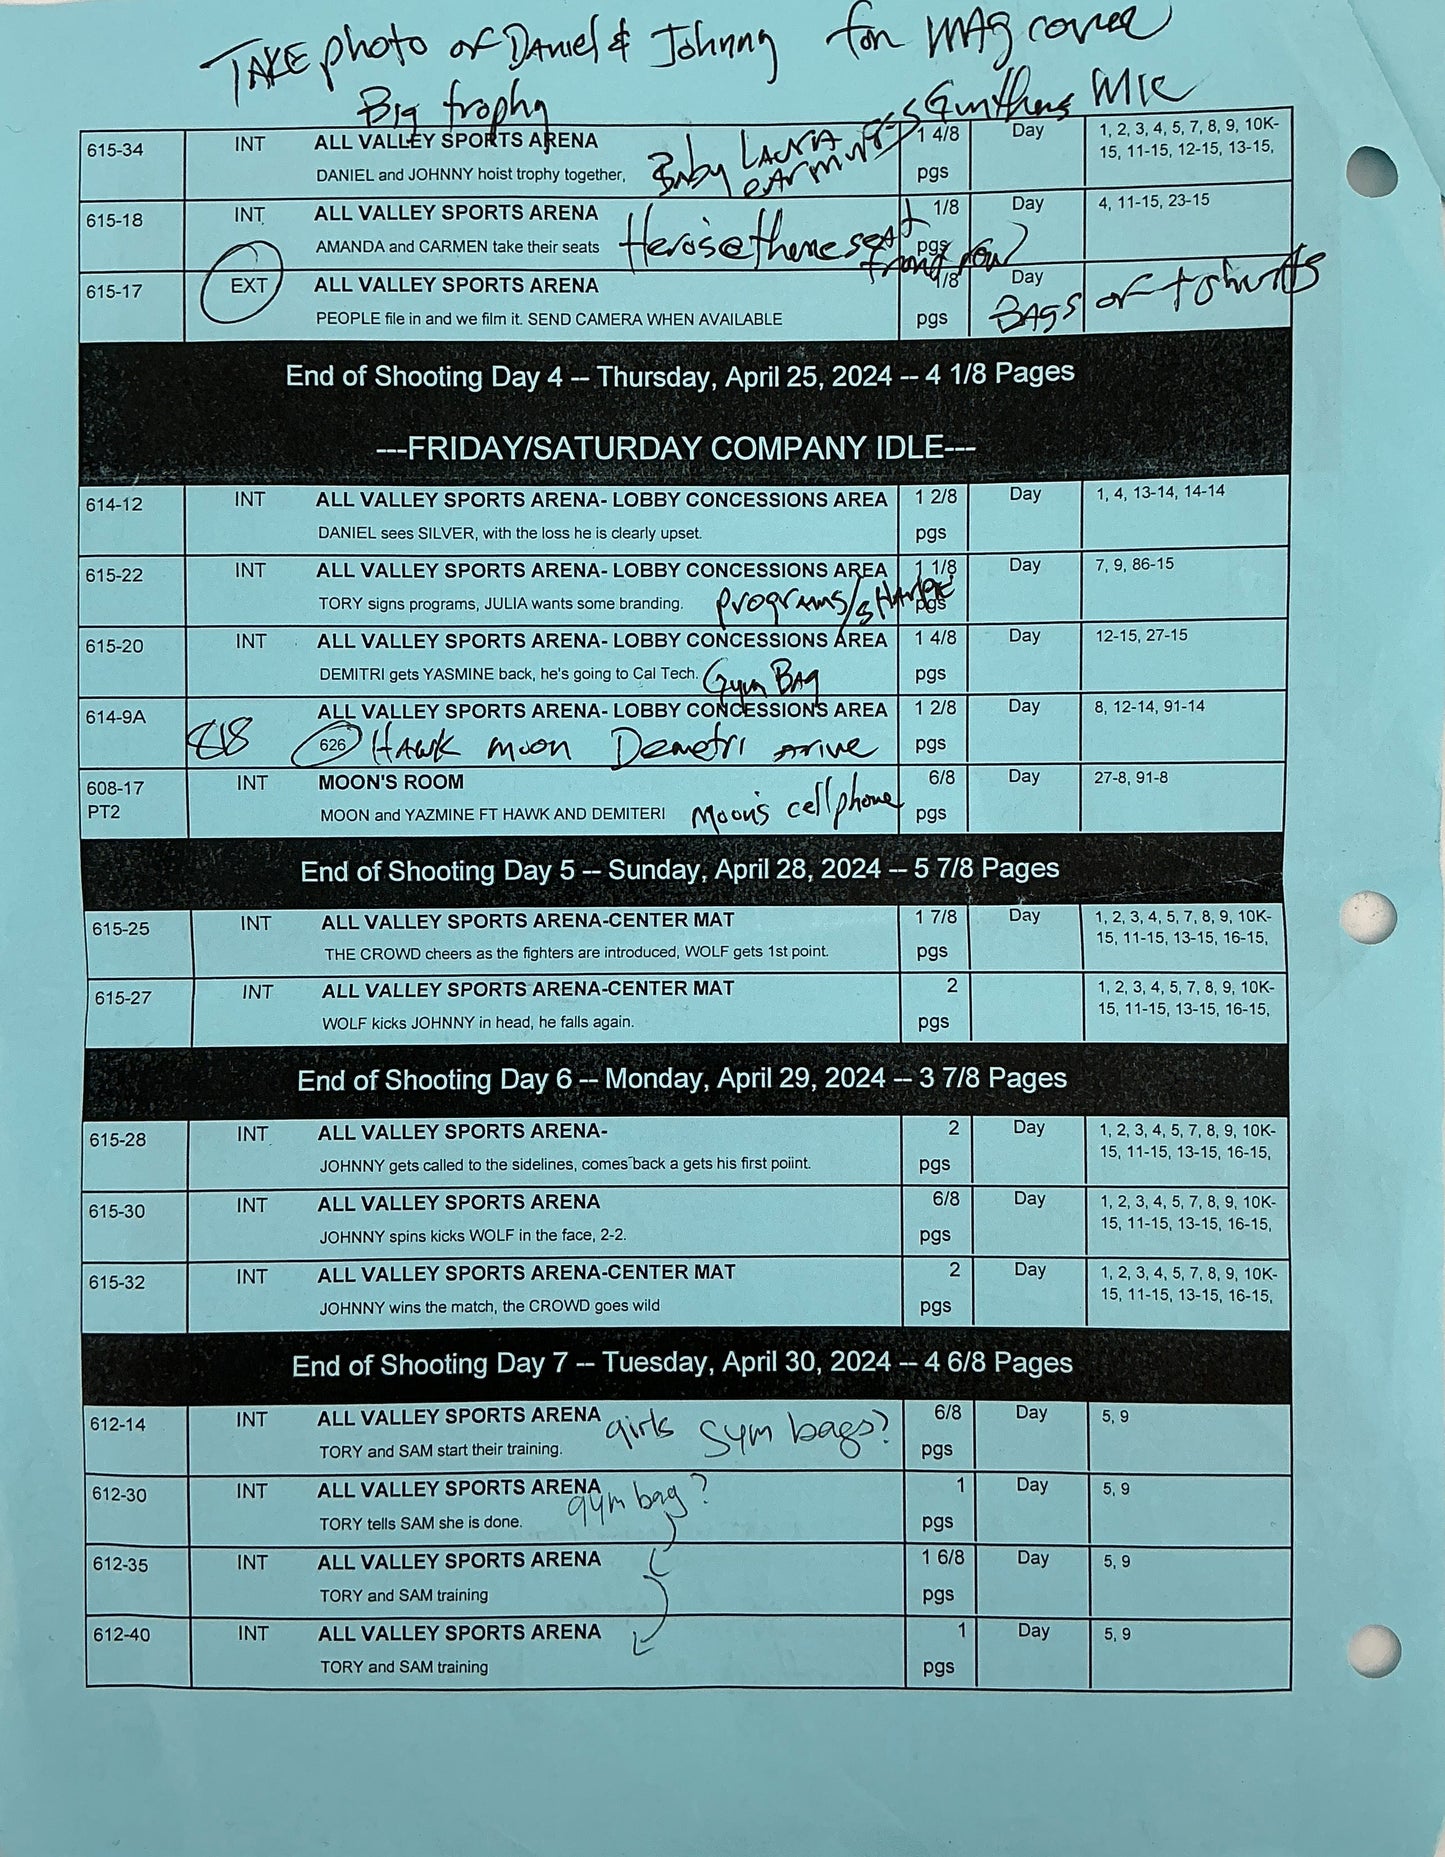 TAKE photo of Daniel & Johnny for MAg cover
Big trophy
Gunthers MIC
615-34 INT ALL VALLEY SPORTS ARENA 1 4/8 Day 1, 2, 3, 4, 5, 7, 8, 9, 10K-
15, 11-15, 12-15, 13-15,
DANIEL and JOHNNY hoist trophy together, pgs
Baby LAURA
earmuffs
615-18 INT ALL VALLEY SPORTS ARENA 1/8 Day 4, 11-15, 23-15
AMANDA and CARMEN take their seats pgs
front row
615-17 EXT ALL VALLEY SPORTS ARENA 1/8 Day
BAGS of tshirts
PEOPLE file in and we film it. SEND CAMERA WHEN AVAILABLE pgs
End of Shooting Day 4 -- Thursday, April 25, 2024 -- 4 1/8 Pages
---FRIDAY/SATURDAY COMPANY IDLE---
614-12 INT ALL VALLEY SPORTS ARENA- LOBBY CONCESSIONS AREA 1 2/8 Day 1, 4, 13-14, 14-14
DANIEL sees SILVER, with the loss he is clearly upset. pgs
615-22 INT ALL VALLEY SPORTS ARENA- LOBBY CONCESSIONS AREA 1 1/8 Day 7, 9, 86-15
TORY signs programs, JULIA wants some branding. programs/sHARPIE pgs
615-20 INT ALL VALLEY SPORTS ARENA- LOBBY CONCESSIONS AREA 1 4/8 Day 12-15, 27-15
DEMITRI gets YASMINE back, he's going to Cal Tech. Gym BAg pgs
614-9A ALL VALLEY SPORTS ARENA- LOBBY CONCESSIONS AREA 1 2/8 Day 8, 12-14, 91-14
818 626 HAWK moon Demetri arrive pgs
608-17 INT MOON'S ROOM 6/8 Day 27-8, 91-8
PT2 MOON and YAZMINE FT HAWK AND DEMITERI Moon's cell phone pgs
End of Shooting Day 5 -- Sunday, April 28, 2024 -- 5 7/8 Pages
615-25 INT ALL VALLEY SPORTS ARENA-CENTER MAT 1 7/8 Day 1, 2, 3, 4, 5, 7, 8, 9, 10K-
15, 11-15, 13-15, 16-15,
THE CROWD cheers as the fighters are introduced, WOLF gets 1st point. pgs
615-27 INT ALL VALLEY SPORTS ARENA-CENTER MAT 2 1, 2, 3, 4, 5, 7, 8, 9, 10K-
15, 11-15, 13-15, 16-15,
WOLF kicks JOHNNY in head, he falls again. pgs
End of Shooting Day 6 -- Monday, April 29, 2024 -- 3 7/8 Pages
615-28 INT ALL VALLEY SPORTS ARENA- 2 Day 1, 2, 3, 4, 5, 7, 8, 9, 10K-
15, 11-15, 13-15, 16-15,
JOHNNY gets called to the sidelines, comes back a gets his first poiint. pgs
615-30 INT ALL VALLEY SPORTS ARENA 6/8 Day 1, 2, 3, 4, 5, 7, 8, 9, 10K-
15, 11-15, 13-15, 16-15,
JOHNNY spins kicks WOLF in the face, 2-2. pgs
615-32 INT ALL VALLEY SPORTS ARENA-CENTER MAT 2 Day 1, 2, 3, 4, 5, 7, 8, 9, 10K-
15, 11-15, 13-15, 16-15,
JOHNNY wins the match, the CROWD goes wild pgs
End of Shooting Day 7 -- Tuesday, April 30, 2024 -- 4 6/8 Pages
612-14 INT ALL VALLEY SPORTS ARENA girls gym bags? 6/8 Day 5, 9
TORY and SAM start their training. pgs
612-30 INT ALL VALLEY SPORTS ARENA gym bag? 1 Day 5, 9
TORY tells SAM she is done. pgs
612-35 INT ALL VALLEY SPORTS ARENA 1 6/8 Day 5, 9
TORY and SAM training pgs
612-40 INT ALL VALLEY SPORTS ARENA 1 Day 5, 9
TORY and SAM training pgs